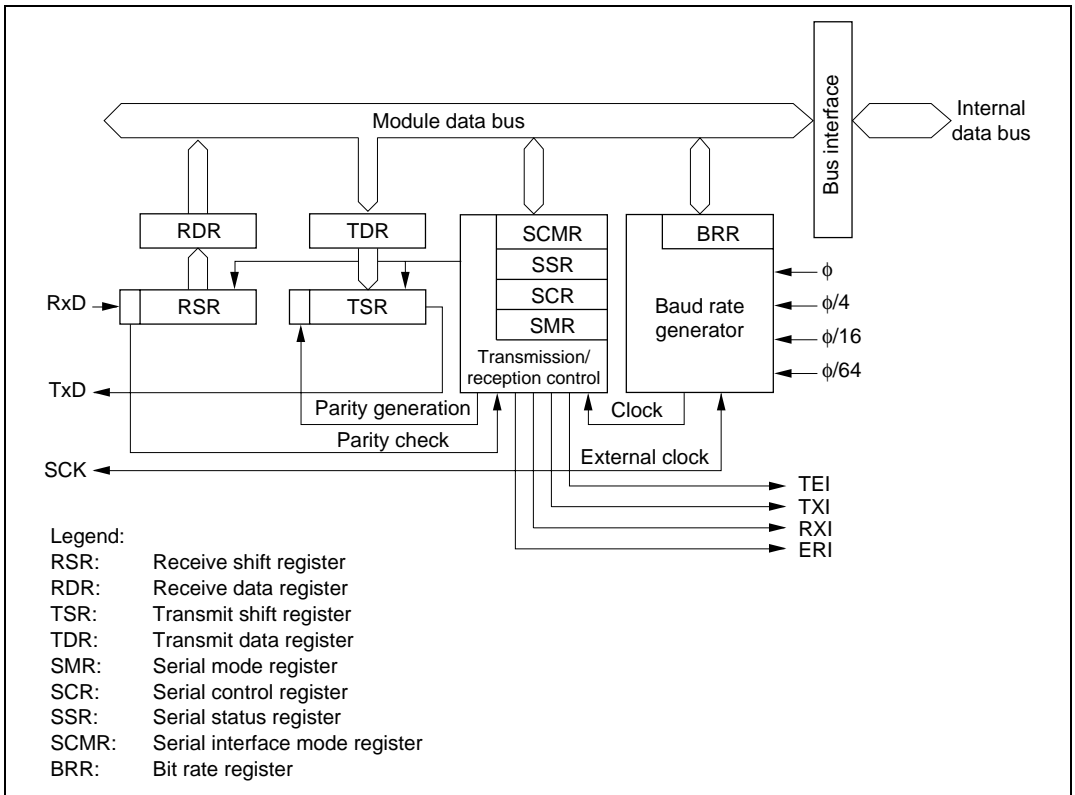 Module data bus
Bus interface
Internal
data bus
RDR
TDR
SCMR
BRR
SSR
SCR
SMR
RxD
RSR
TSR
Baud rate
generator
ϕ
ϕ/4
ϕ/16
ϕ/64
Transmission/
reception control
TxD
Parity generation
Clock
Parity check
SCK
External clock
TEI
TXI
RXI
ERI
Legend:
RSR: Receive shift register
RDR: Receive data register
TSR: Transmit shift register
TDR: Transmit data register
SMR: Serial mode register
SCR: Serial control register
SSR: Serial status register
SCMR: Serial interface mode register
BRR: Bit rate register